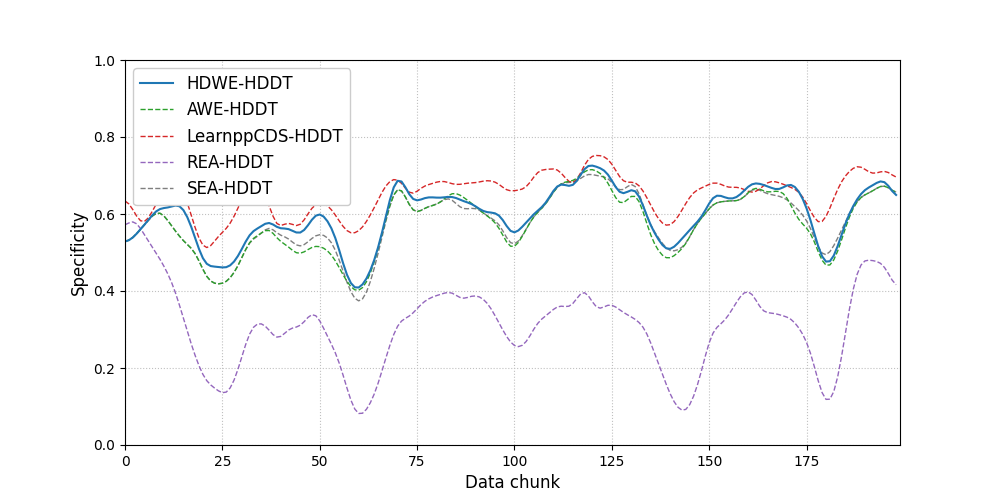 1.0
0.8
0.6
0.4
0.2
0.0
Specificity
HDWE-HDDT
AWE-HDDT
LearnppCDS-HDDT
REA-HDDT
SEA-HDDT
0 25 50 75 100 125 150 175
Data chunk